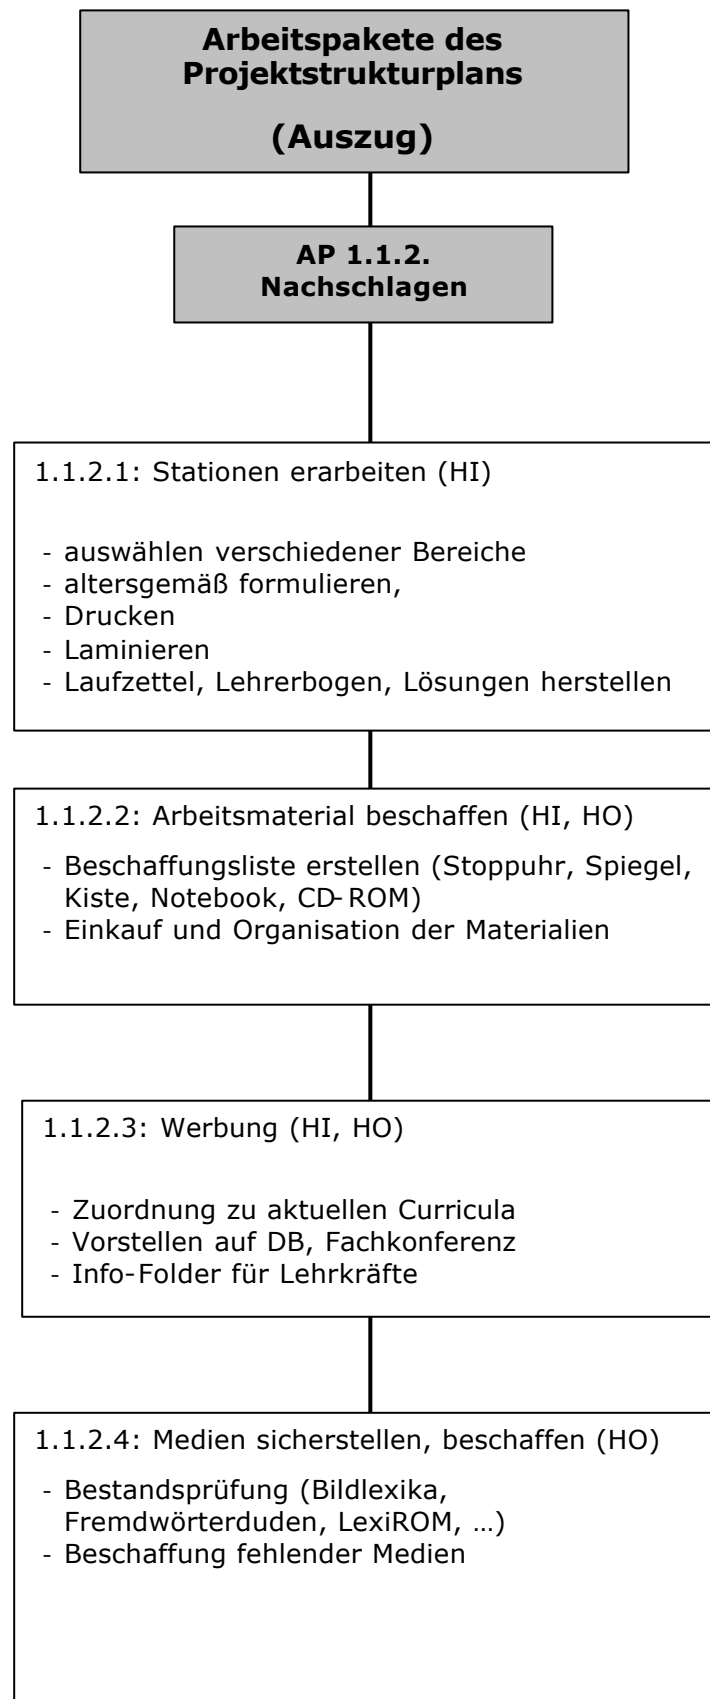 Arbeitspakete des
Projektstrukturplans
(Auszug)
AP 1.1.2.
Nachschlagen
1.1.2.1: Stationen erarbeiten (HI)
- auswählen verschiedener Bereiche
- altersgemäß formulieren,
- Drucken
- Laminieren
- Laufzettel, Lehrerbogen, Lösungen herstellen
1.1.2.2: Arbeitsmaterial beschaffen (HI, HO)
- Beschaffungsliste erstellen (Stoppuhr, Spiegel,
Kiste, Notebook, CD-ROM)
- Einkauf und Organisation der Materialien
1.1.2.3: Werbung (HI, HO)
- Zuordnung zu aktuellen Curricula
- Vorstellen auf DB, Fachkonferenz
- Info-Folder für Lehrkräfte
1.1.2.4: Medien sicherstellen, beschaffen (HO)
- Bestandsprüfung (Bildlexika,
Fremdwörterduden, LexiROM, …)
- Beschaffung fehlender Medien